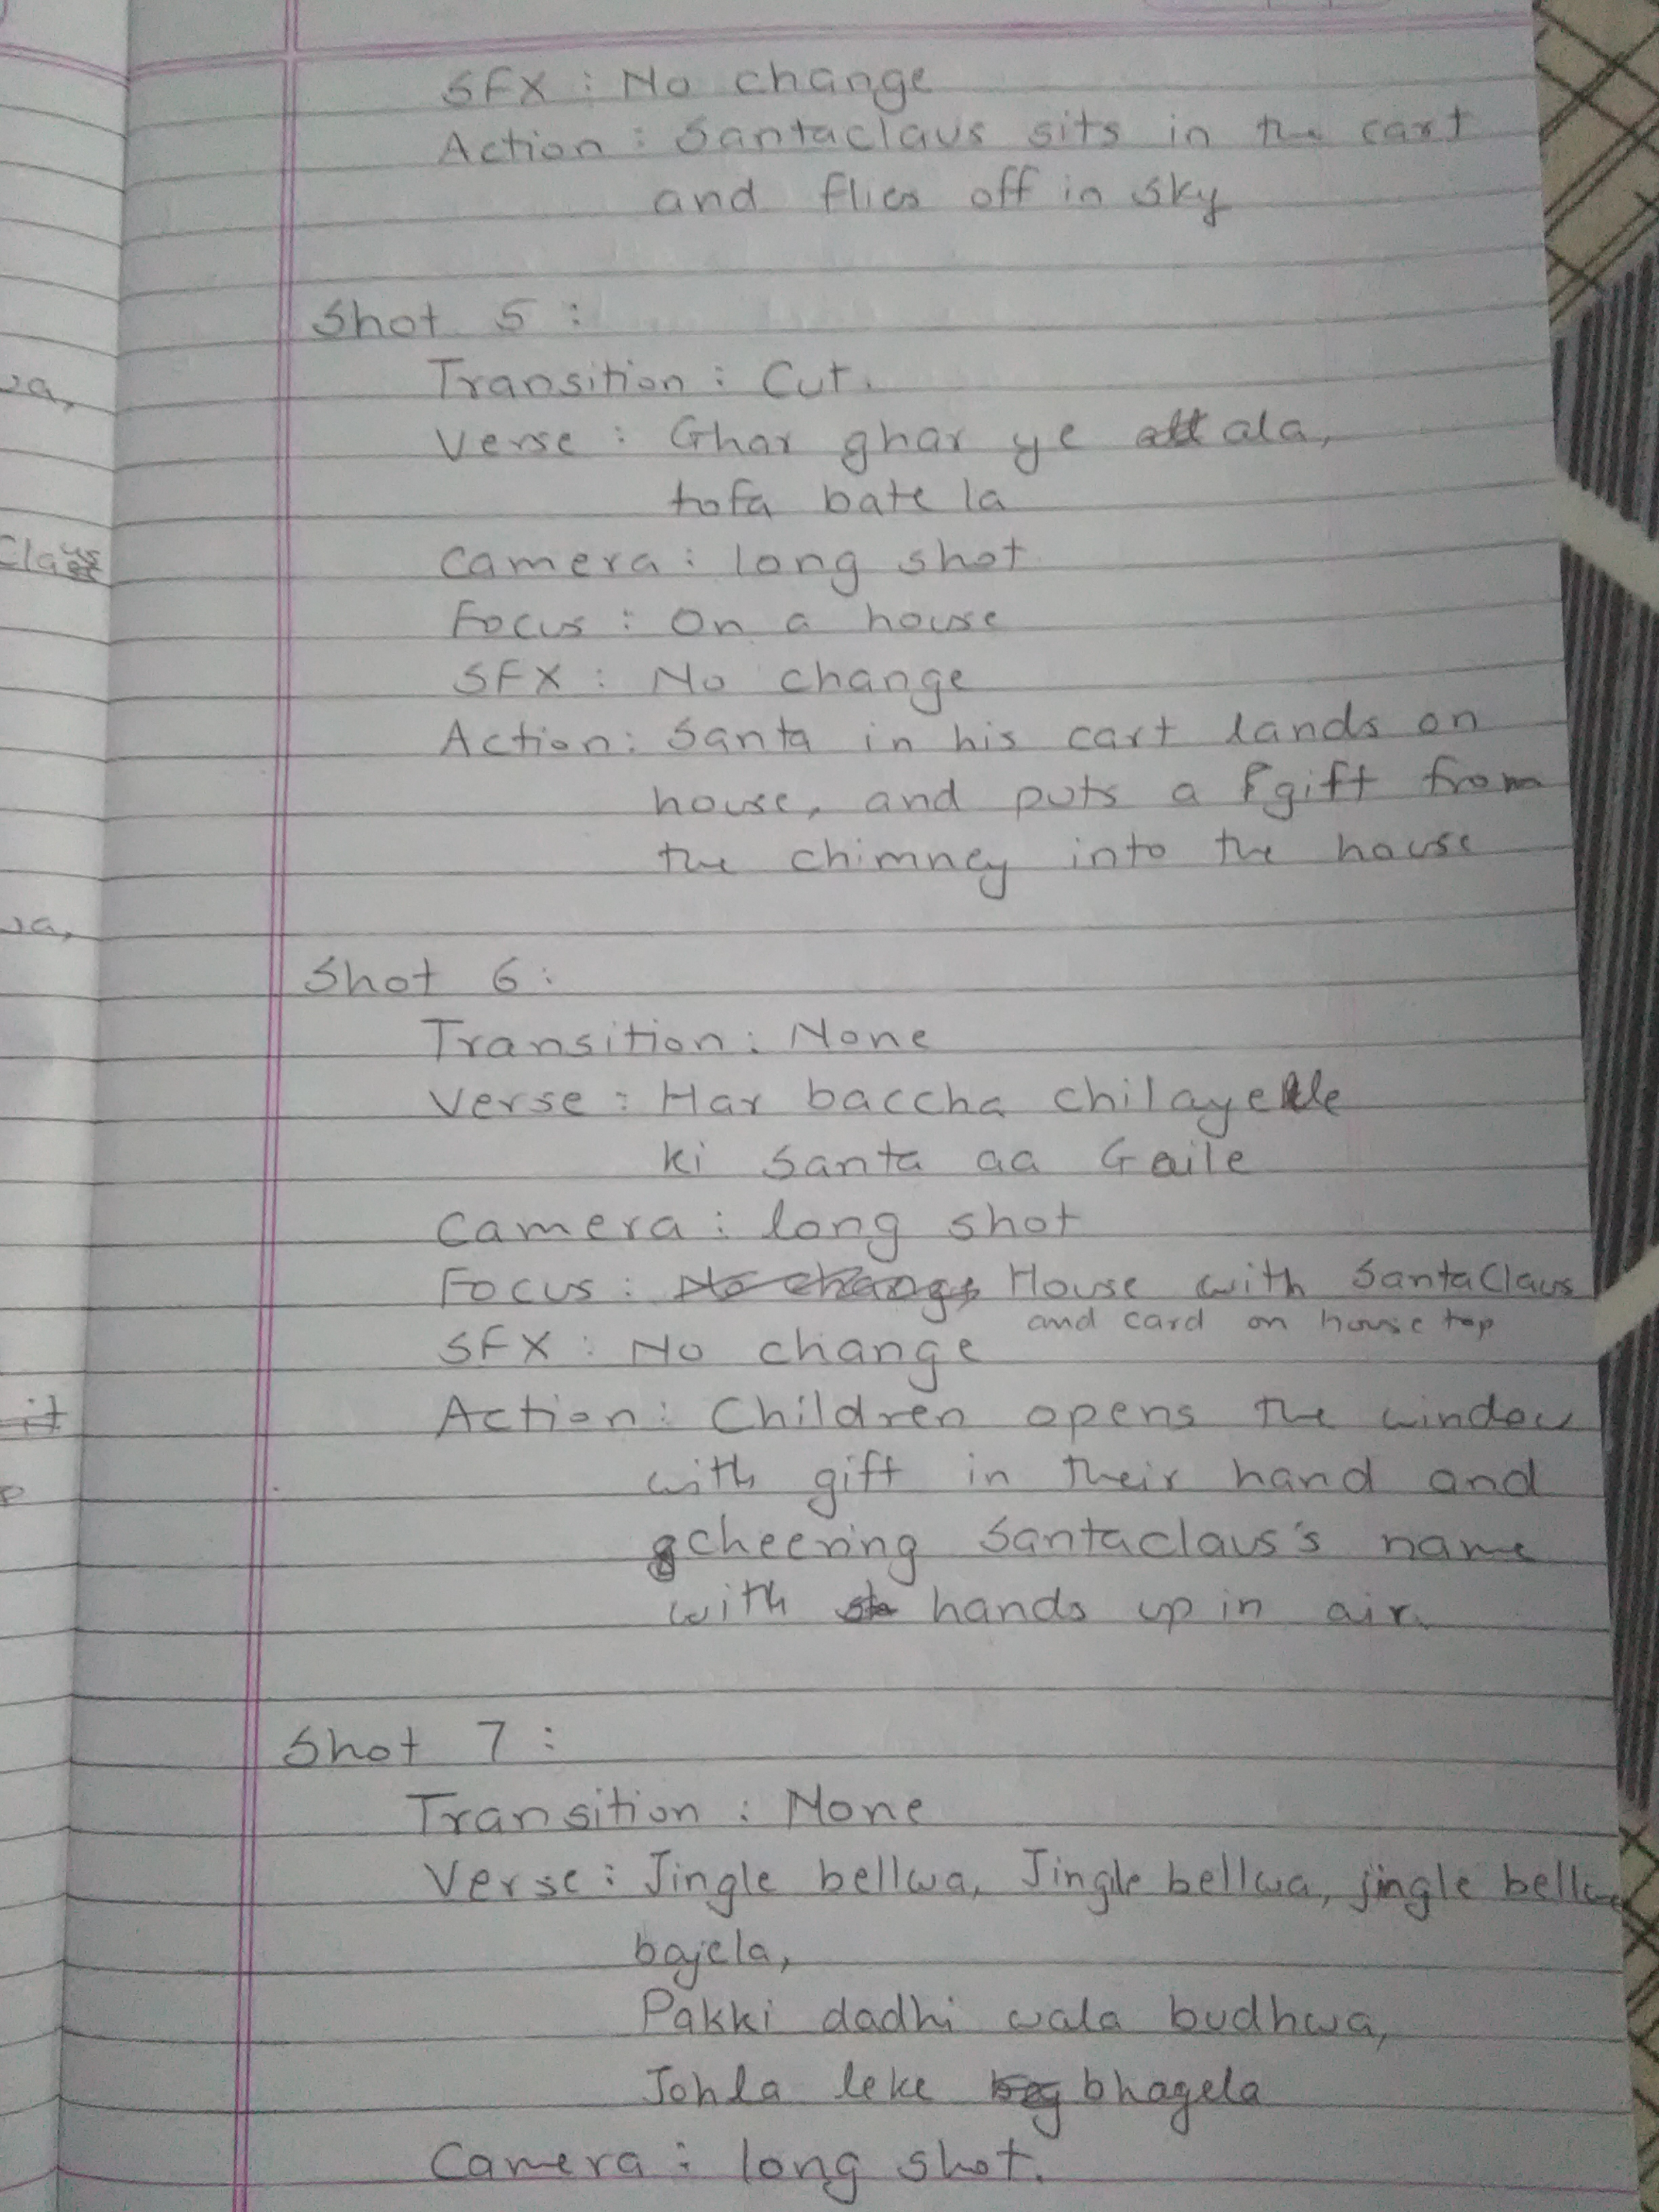 SFX : No change
Action : Santaclaus sits in the cart
and flies off in sky
Shot 5 :
Transition : Cut.
Verse : Ghar ghar ye ala,
tofa bate la
Camera : long shot
Focus : On a house
SFX : No change
Action : Santa in his cart lands on
house, and puts a gift from
the chimney into the house
Shot 6 :
Transition : None
Verse : Har baccha chilayele
ki Santa aa Gaile
Camera : long shot
Focus : No change House with SantaClaus
and card on house top
SFX : No change
Action : Children opens the window
with gift in their hand and
cheering Santaclaus's name
with hands up in air.
Shot 7 :
Transition : None
Verse : Jingle bellwa, Jingle bellwa, jingle bellwa
bajela,
Pakki dadhi wala budhwa,
Johla leke bhagela
Camera : long shot.